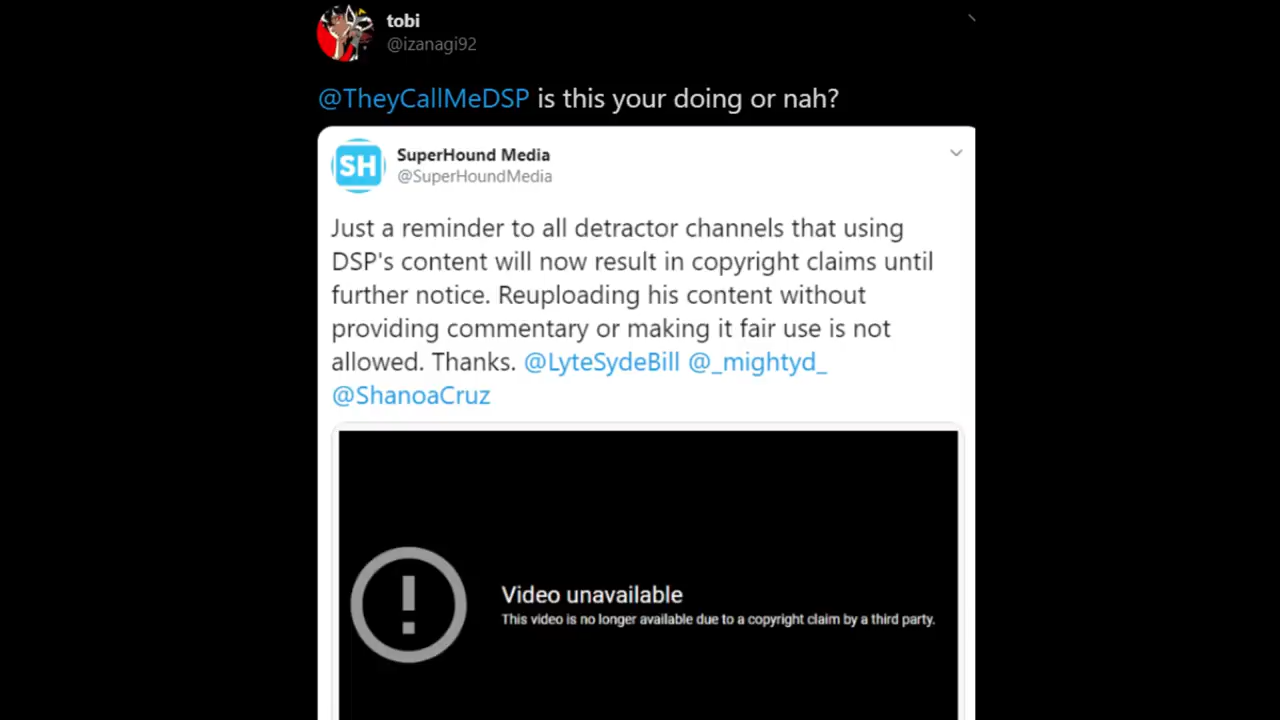 tobi
@izanagi92
@TheyCallMeDSP is this your doing or nah?
SH
SuperHound Media
@SuperHoundMedia
Just a reminder to all detractor channels that using
DSP's content will now result in copyright claims until
further notice. Reuploading his content without
providing commentary or making it fair use is not
allowed. Thanks. @LyteSydeBill @_mightyd_
@ShanoaCruz
Video unavailable
This video is no longer available due to a copyright claim by a third party.